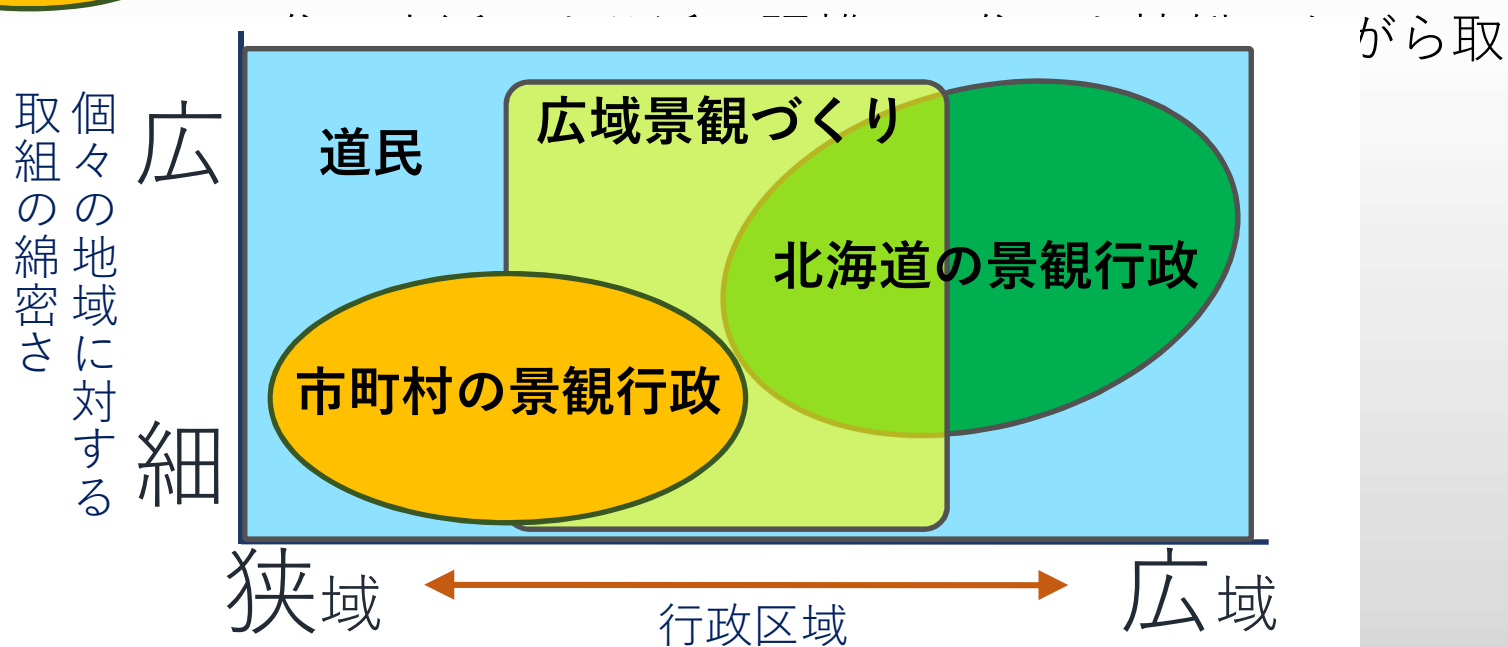 がら取
個々の地域に対する
取組の綿密さ
広
細
道民
広域景観づくり
北海道の景観行政
市町村の景観行政
狭域
広域
行政区域